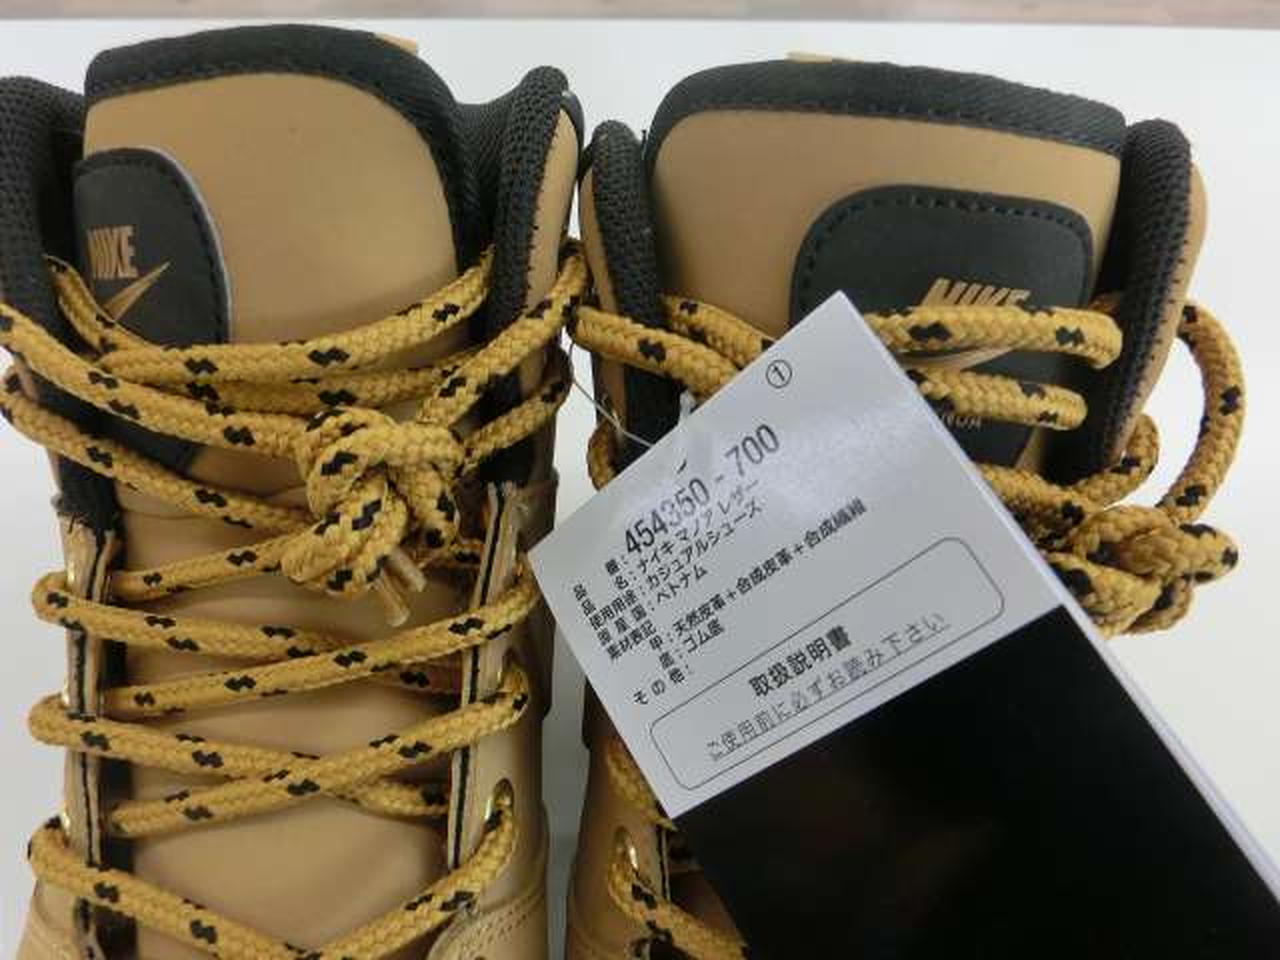 NIKE
NIKE
①
品番：454350-700
品名：ナイキ マノア レザー
使用用途：カジュアルシューズ
原産国：ベトナム
素材表記 甲：天然皮革＋合成皮革＋合成繊維
底：ゴム底
その他：
取扱説明書
ご使用前に必ずお読み下さい